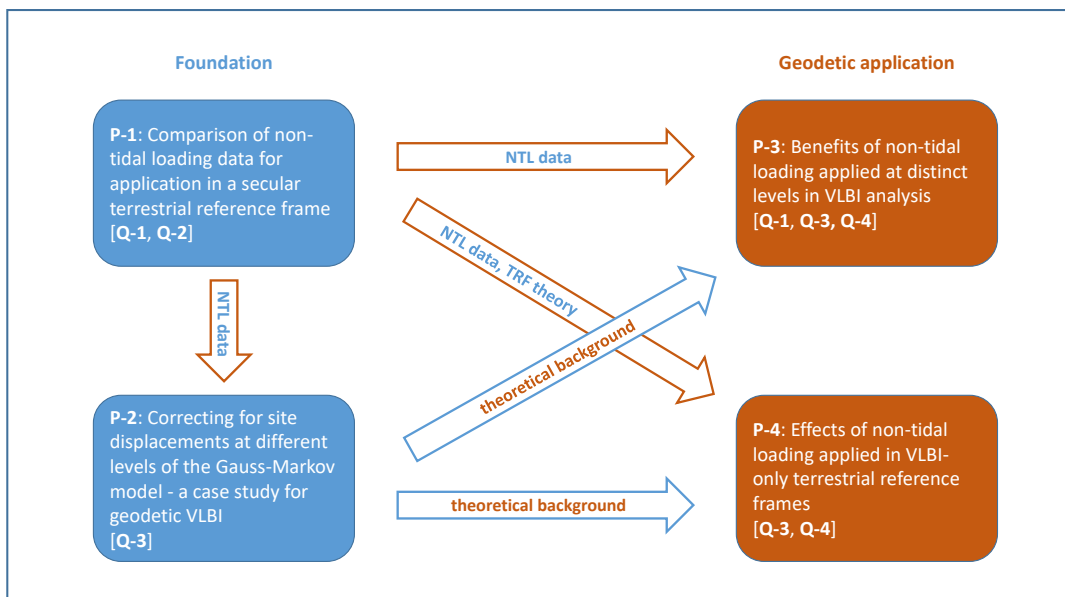 Foundation
Geodetic application
P-1: Comparison of non-
tidal loading data for
application in a secular
terrestrial reference frame
[Q-1, Q-2]
NTL data
P-3: Benefits of non-tidal
loading applied at distinct
levels in VLBI analysis
[Q-1, Q-3, Q-4]
NTL data, TRF theory
NTL data
theoretical background
P-2: Correcting for site
displacements at different
levels of the Gauss-Markov
model - a case study for
geodetic VLBI
[Q-3]
theoretical background
P-4: Effects of non-tidal
loading applied in VLBI-
only terrestrial reference
frames
[Q-3, Q-4]